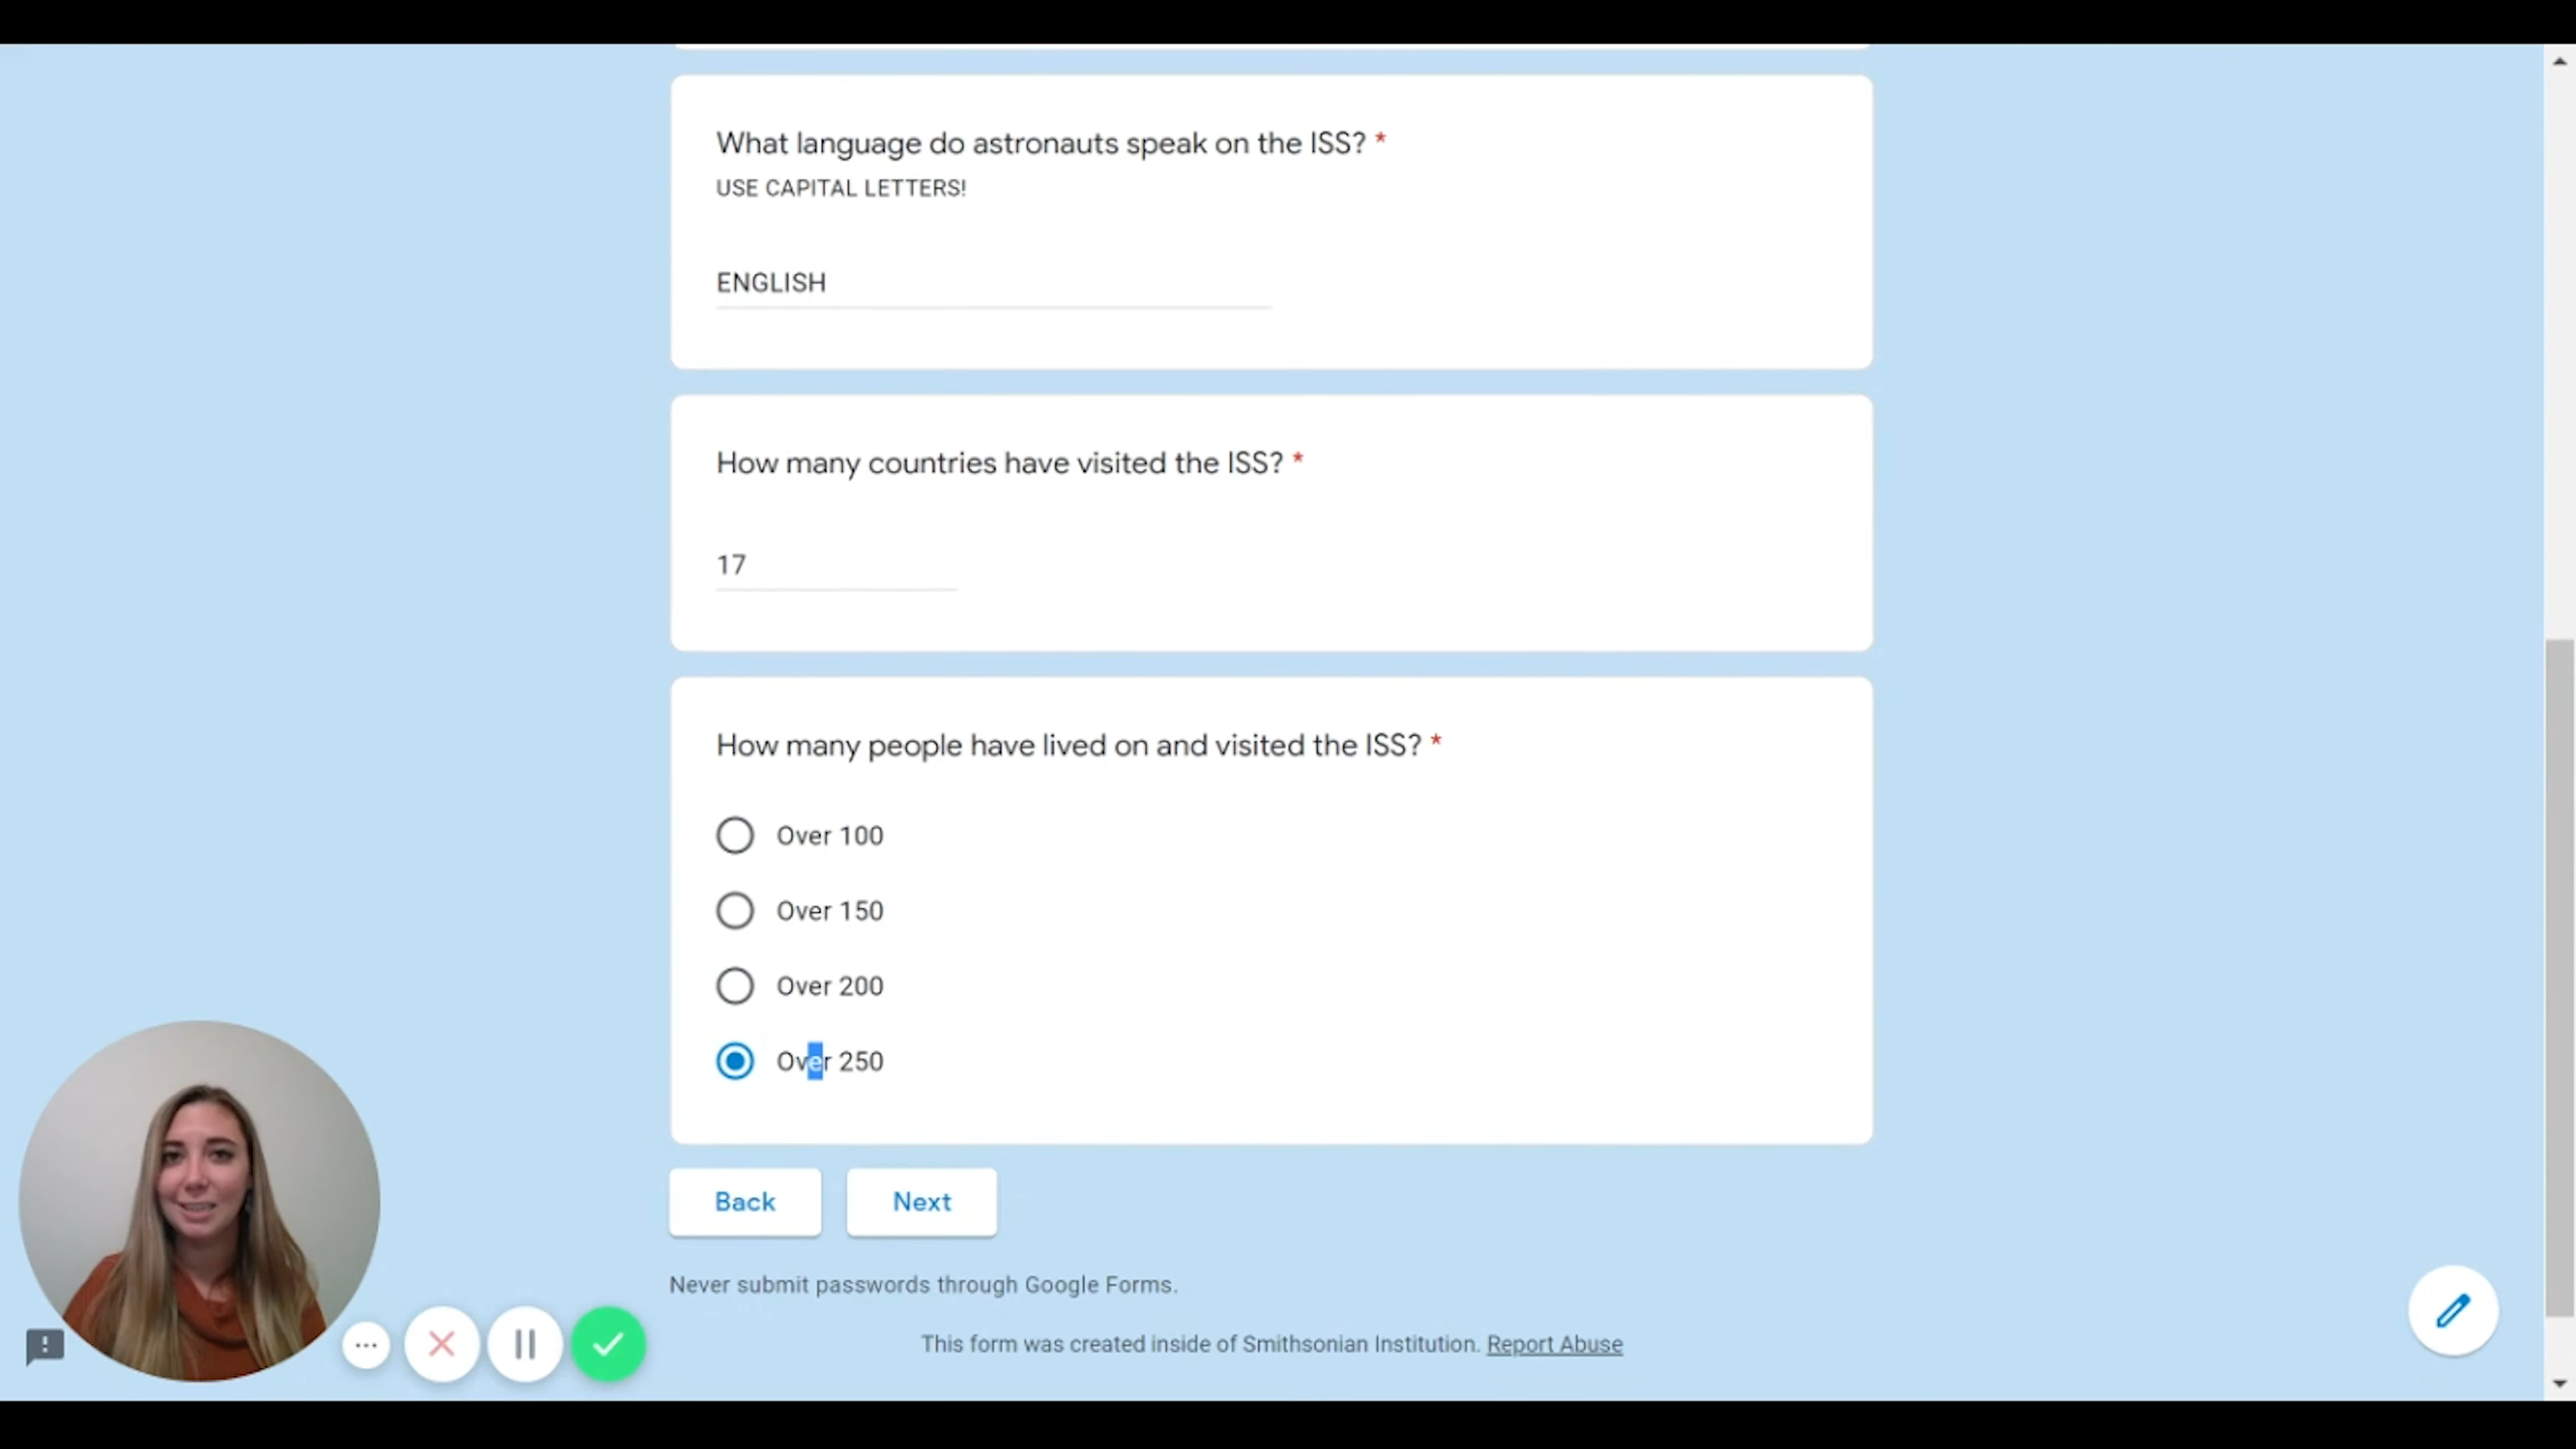 What language do astronauts speak on the ISS? *
USE CAPITAL LETTERS!
ENGLISH
How many countries have visited the ISS? *
17
How many people have lived on and visited the ISS? *
Over 100
Over 150
Over 200
Over 250
Back
Next
Never submit passwords through Google Forms.
This form was created inside of Smithsonian Institution. Report Abuse